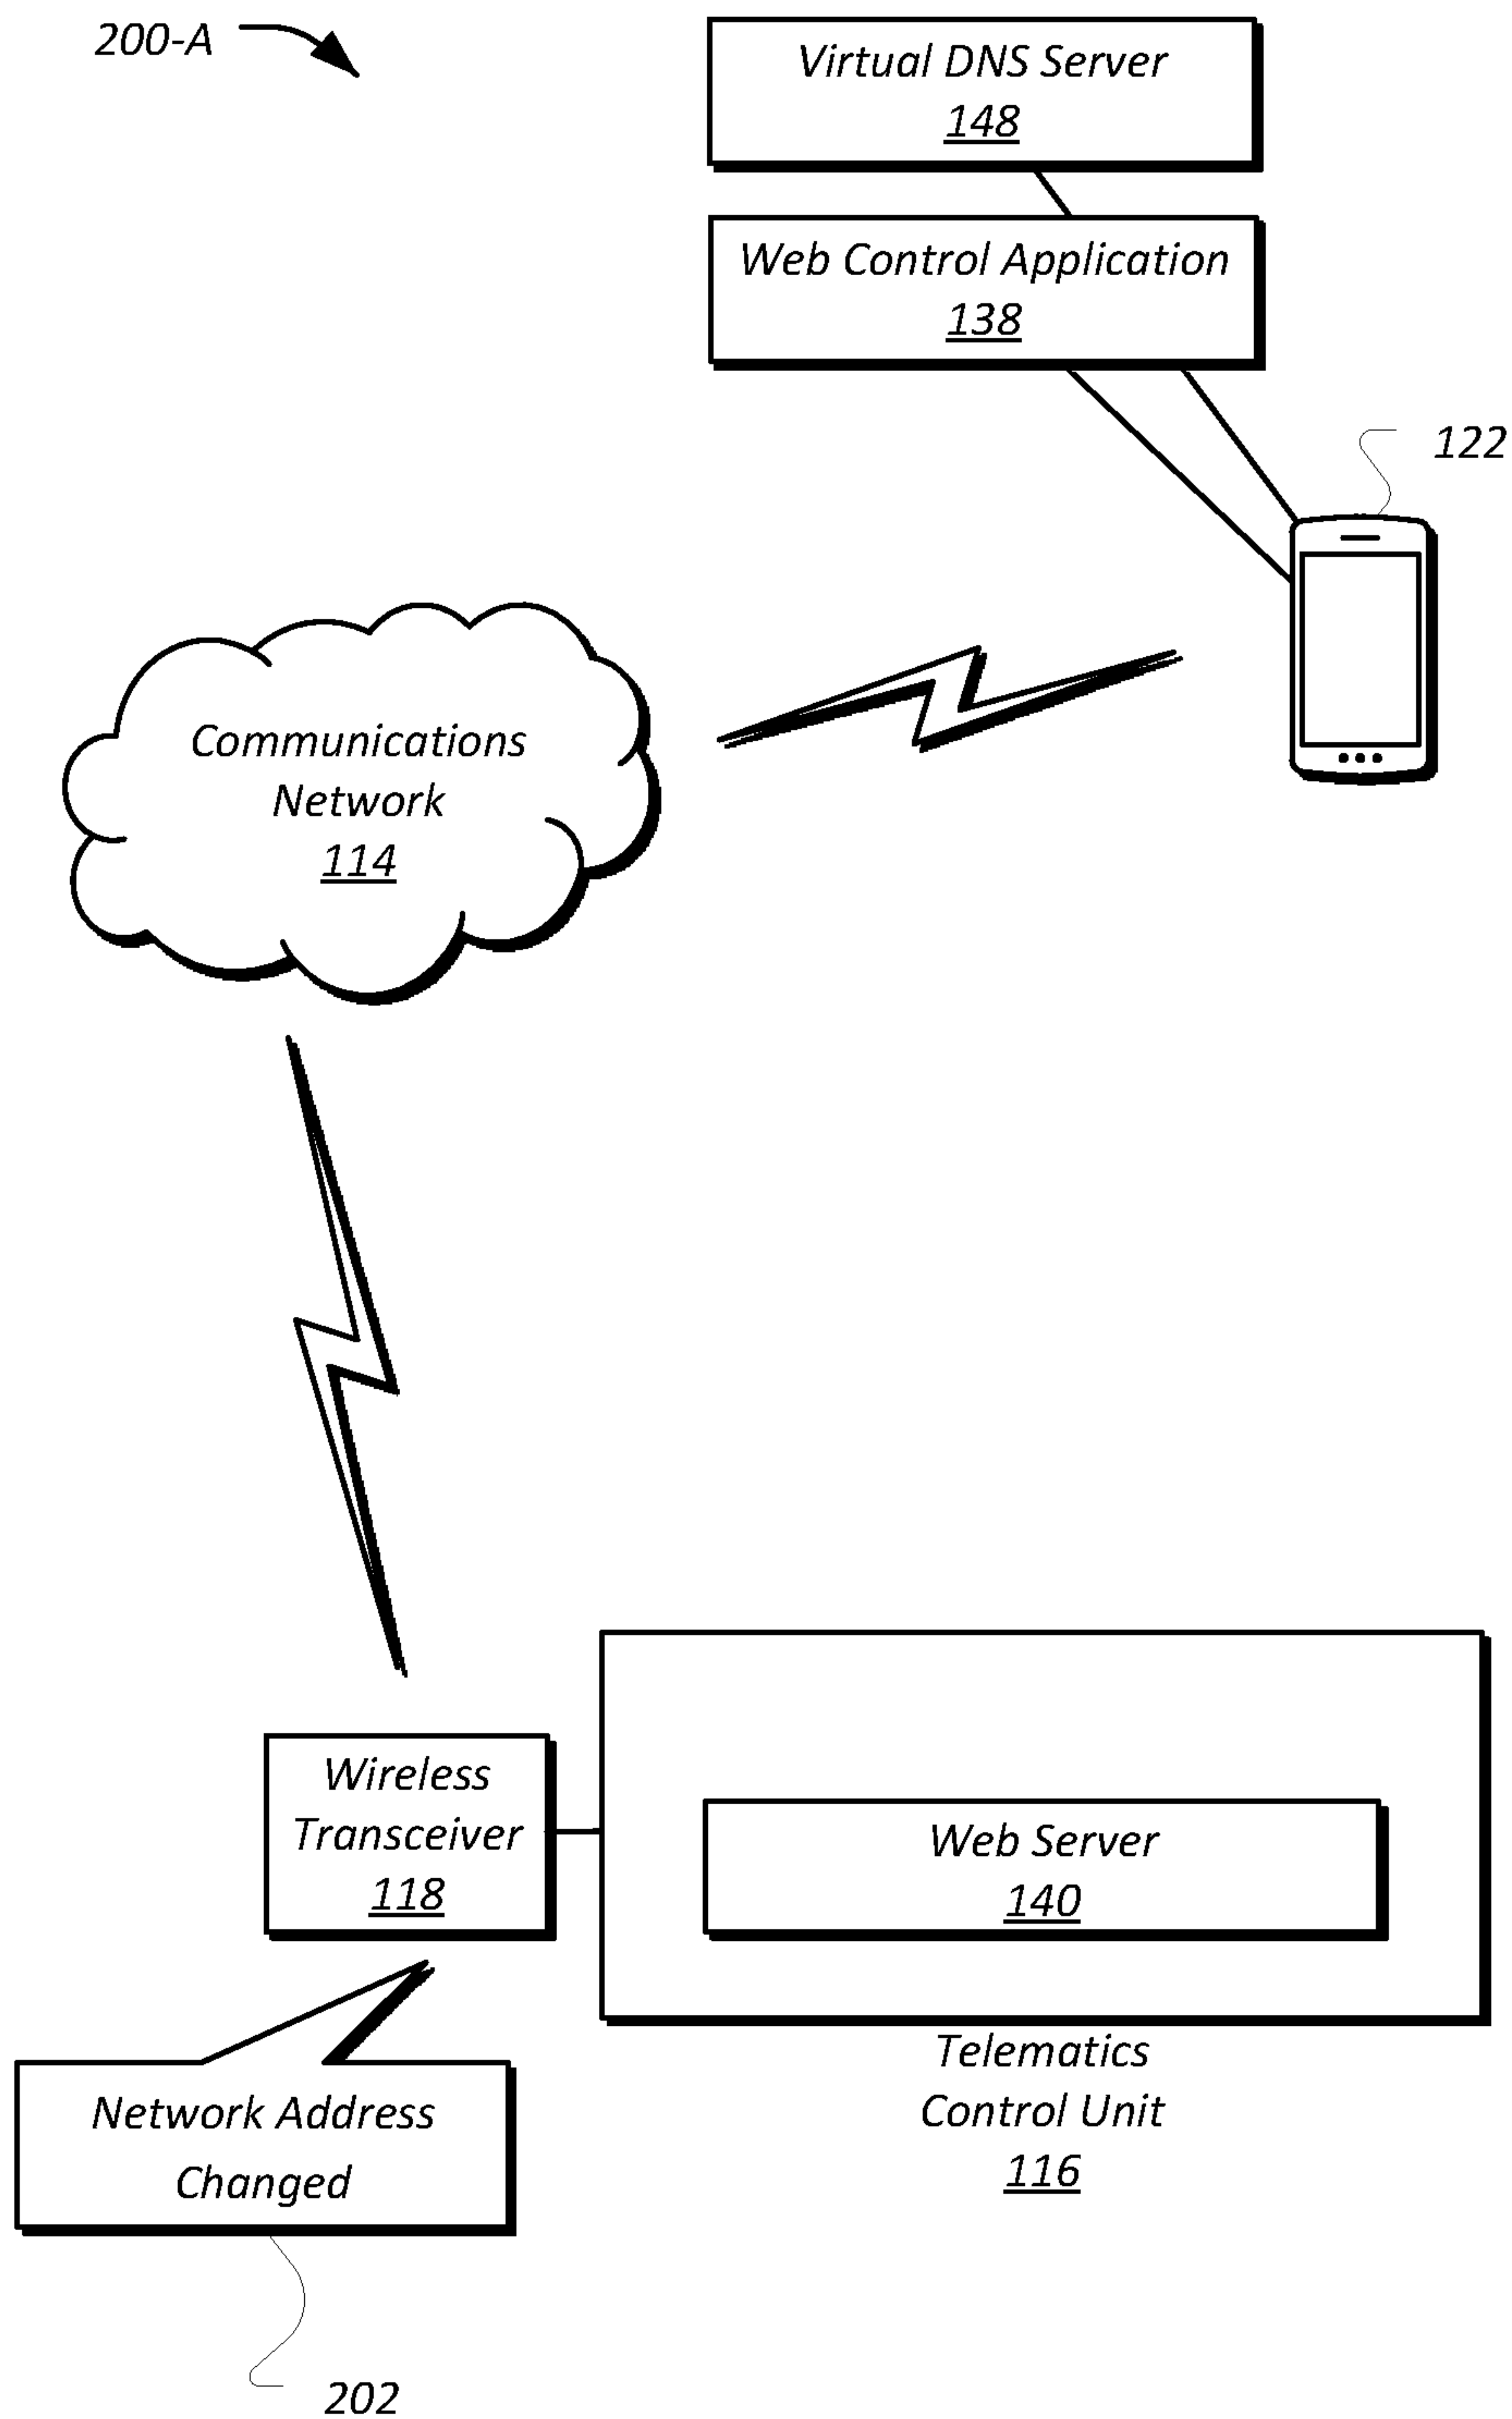 200-A
Virtual DNS Server
148
Web Control Application
138
122
Communications
Network
114
Wireless
Transceiver
118
Web Server
140
Telematics
Control Unit
116
Network Address
Changed
202